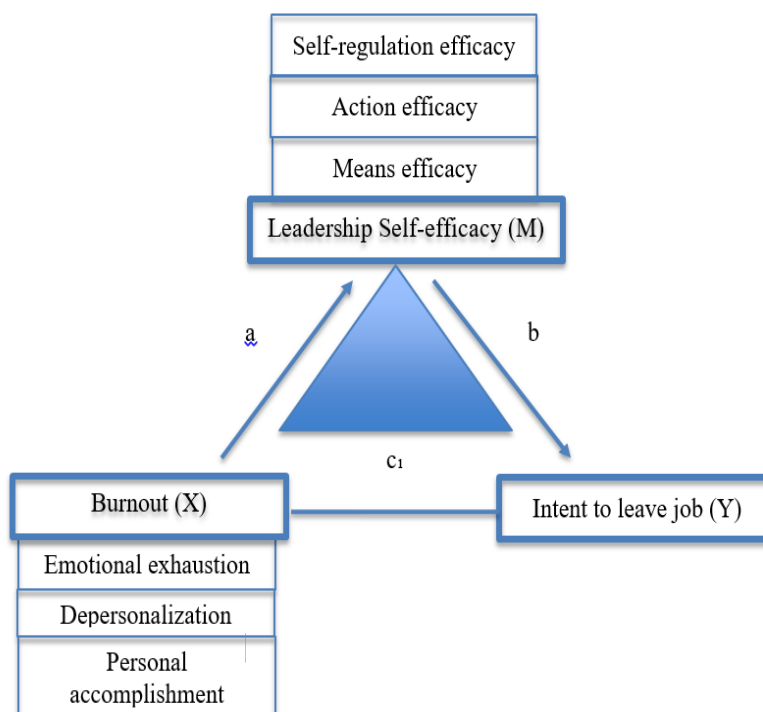 Self-regulation efficacy
Action efficacy
Means efficacy
Leadership Self-efficacy (M)
a
b
c₁
Burnout (X)
Intent to leave job (Y)
Emotional exhaustion
Depersonalization
Personal
accomplishment